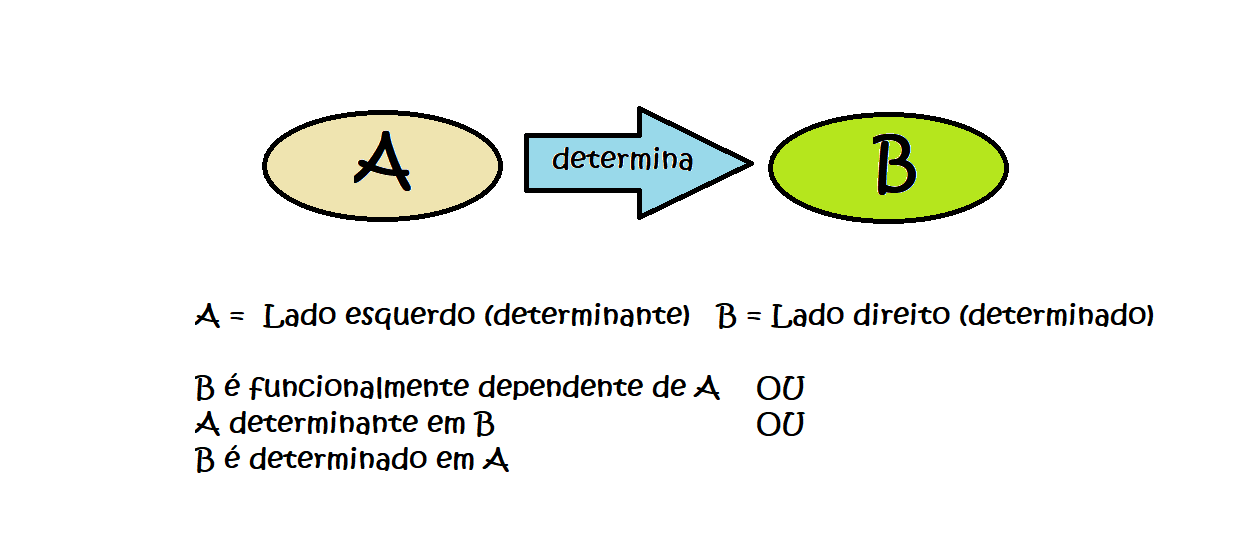 A determina B
A = Lado esquerdo (determinante) B = Lado direito (determinado)
B é funcionalmente dependente de A OU
A determinante em B OU
B é determinado em A